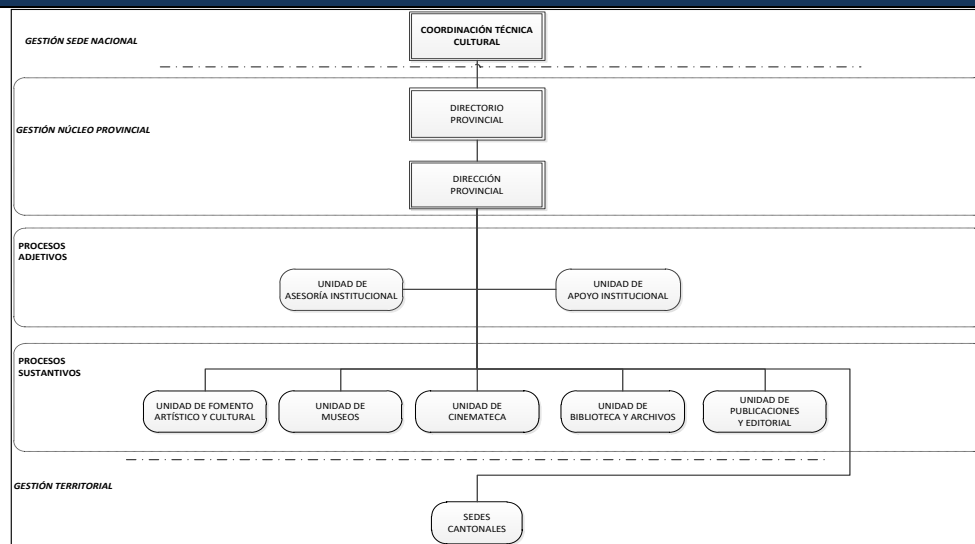 COORDINACIÓN TÉCNICA
CULTURAL
GESTIÓN SEDE NACIONAL
DIRECTORIO
PROVINCIAL
GESTIÓN NÚCLEO PROVINCIAL
DIRECCIÓN
PROVINCIAL
PROCESOS
ADJETIVOS
UNIDAD DE
ASESORÍA INSTITUCIONAL
UNIDAD DE
APOYO INSTITUCIONAL
PROCESOS
SUSTANTIVOS
UNIDAD DE FOMENTO
ARTÍSTICO Y CULTURAL
UNIDAD DE
MUSEOS
UNIDAD DE
CINEMATECA
UNIDAD DE
BIBLIOTECA Y ARCHIVOS
UNIDAD DE
PUBLICACIONES
Y EDITORIAL
GESTIÓN TERRITORIAL
SEDES
CANTONALES